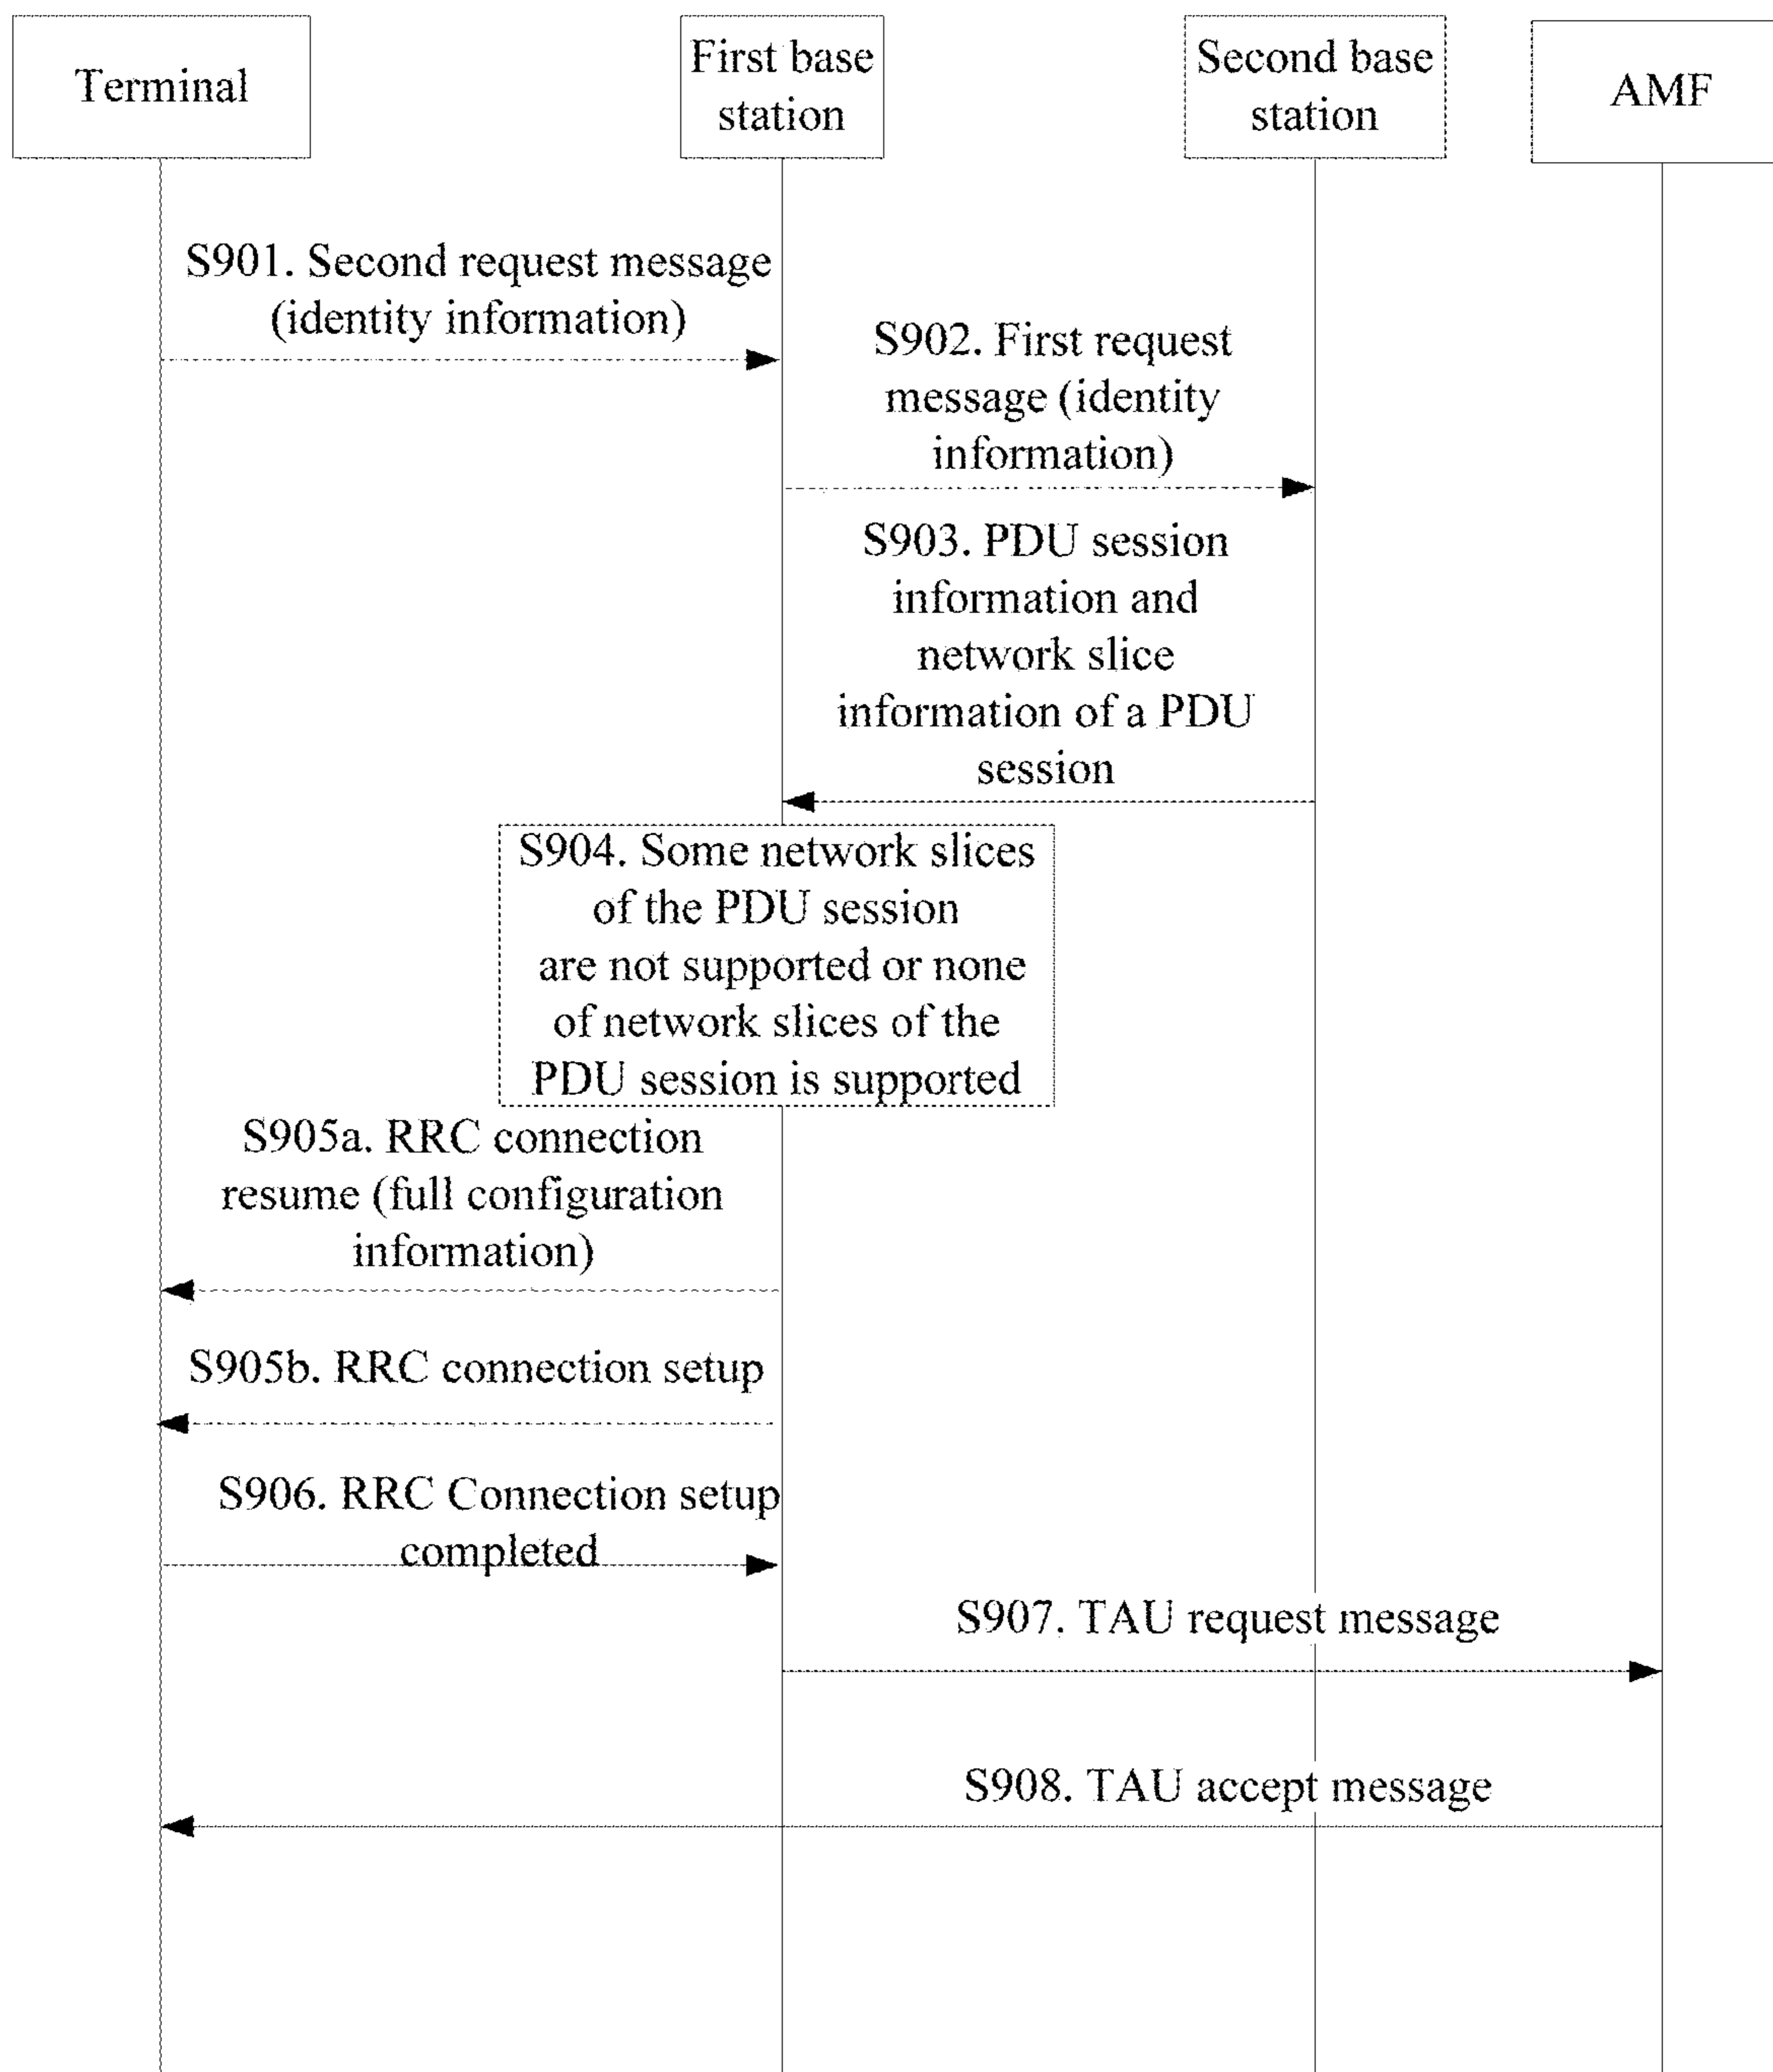 Terminal
First base
station
Second base
station
AMF
S901. Second request message
(identity information)
S902. First request
message (identity
information)
S903. PDU session
information and
network slice
information of a PDU
session
S904. Some network slices
of the PDU session
are not supported or none
of network slices of the
PDU session is supported
S905a. RRC connection
resume (full configuration
information)
S905b. RRC connection setup
S906. RRC Connection setup
completed
S907. TAU request message
S908. TAU accept message